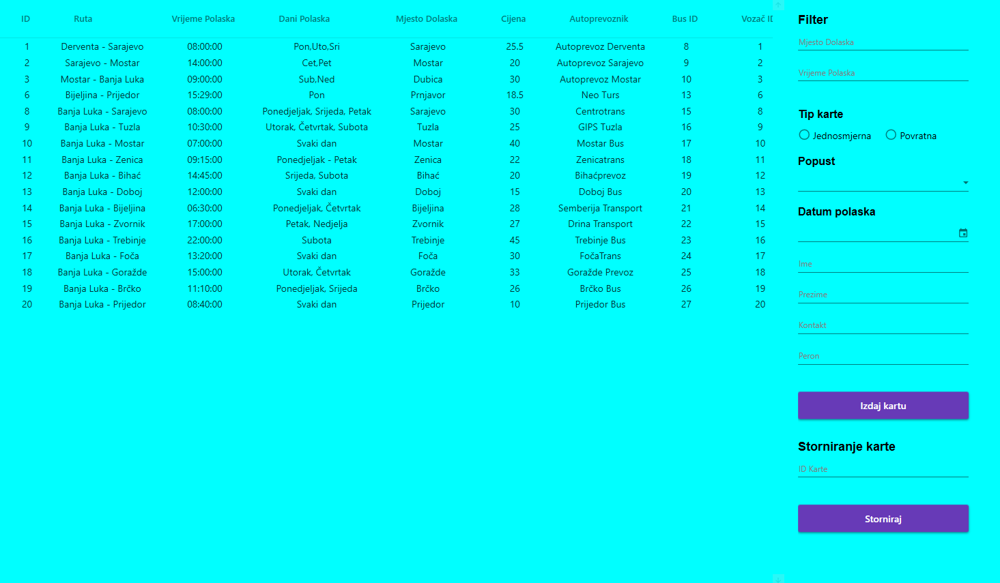 ID Ruta Vrijeme Polaska Dani Polaska Mjesto Dolaska Cijena Autoprevoznik Bus ID Vozač ID
1 Derventa - Sarajevo 08:00:00 Pon,Uto,Sri Sarajevo 25.5 Autoprevoz Derventa 8 1
2 Sarajevo - Mostar 14:00:00 Cet,Pet Mostar 20 Autoprevoz Sarajevo 9 2
3 Mostar - Banja Luka 09:00:00 Sub,Ned Dubica 30 Autoprevoz Mostar 10 3
6 Bijeljina - Prijedor 15:29:00 Pon Prnjavor 18.5 Neo Turs 13 6
8 Banja Luka - Sarajevo 08:00:00 Ponedjeljak, Srijeda, Petak Sarajevo 30 Centrotrans 15 8
9 Banja Luka - Tuzla 10:30:00 Utorak, Četvrtak, Subota Tuzla 25 GIPS Tuzla 16 9
10 Banja Luka - Mostar 07:00:00 Svaki dan Mostar 40 Mostar Bus 17 10
11 Banja Luka - Zenica 09:15:00 Ponedjeljak - Petak Zenica 22 Zenicatrans 18 11
12 Banja Luka - Bihać 14:45:00 Srijeda, Subota Bihać 20 Bihaćprevoz 19 12
13 Banja Luka - Doboj 12:00:00 Svaki dan Doboj 15 Doboj Bus 20 13
14 Banja Luka - Bijeljina 06:30:00 Ponedjeljak, Četvrtak Bijeljina 28 Semberija Transport 21 14
15 Banja Luka - Zvornik 17:00:00 Petak, Nedjelja Zvornik 27 Drina Transport 22 15
16 Banja Luka - Trebinje 22:00:00 Subota Trebinje 45 Trebinje Bus 23 16
17 Banja Luka - Foča 13:20:00 Svaki dan Foča 30 FočaTrans 24 17
18 Banja Luka - Goražde 15:00:00 Utorak, Četvrtak Goražde 33 Goražde Prevoz 25 18
19 Banja Luka - Brčko 11:10:00 Ponedjeljak, Srijeda Brčko 26 Brčko Bus 26 19
20 Banja Luka - Prijedor 08:40:00 Svaki dan Prijedor 10 Prijedor Bus 27 20
Filter
Mjesto Dolaska
Vrijeme Polaska
Tip karte
Jednosmjerna Povratna
Popust
Datum polaska
Ime
Prezime
Kontakt
Peron
Izdaj kartu
Storniranje karte
ID Karte
Storniraj